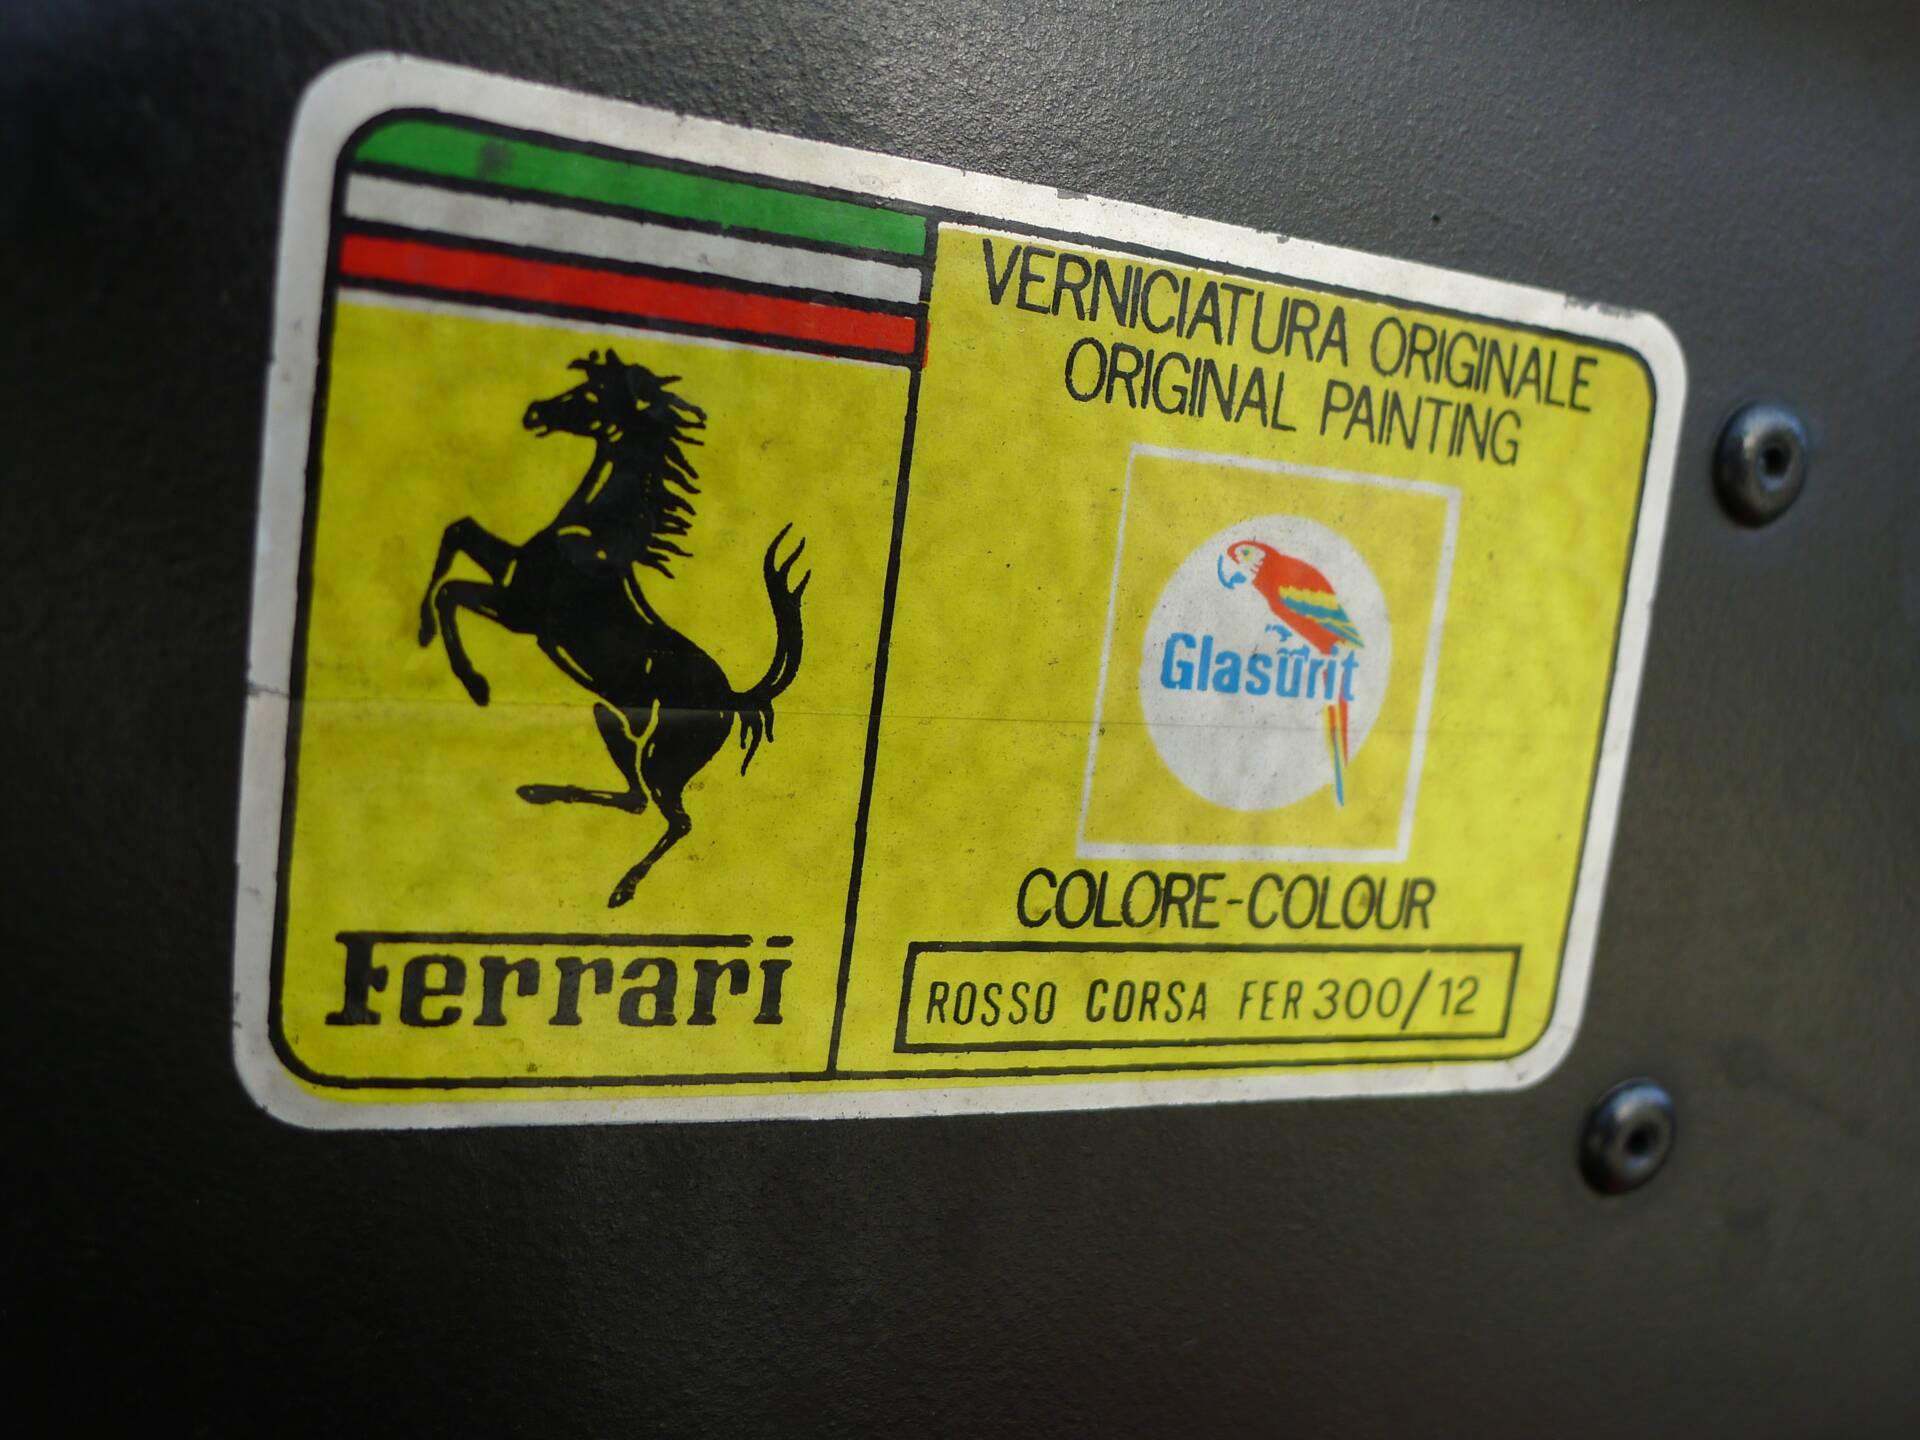 VERNICIATURA ORIGINALE
ORIGINAL PAINTING
Glasurit
COLORE-COLOUR
ROSSO CORSA FER 300/12
Ferrari